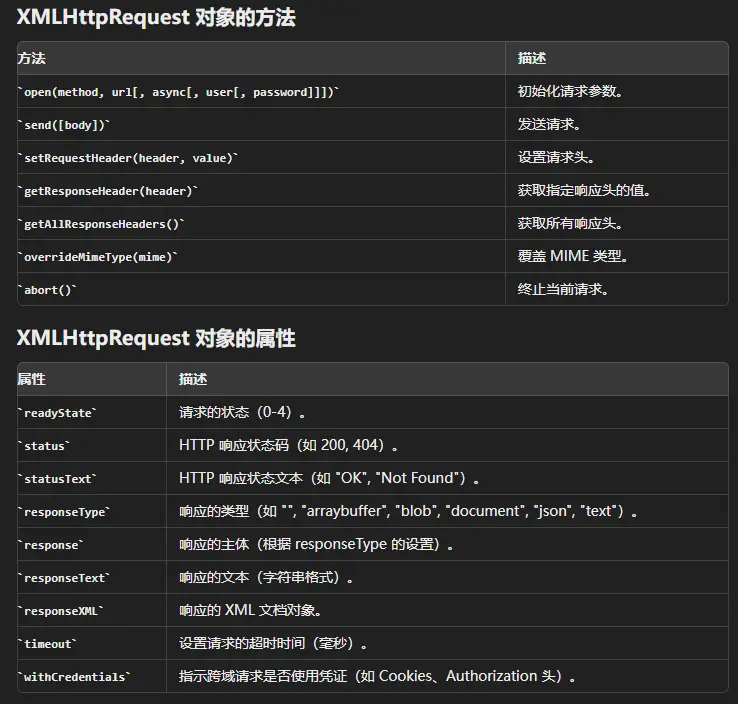 XMLHttpRequest 对象的方法
方法 描述
`open(method, url[, async[, user[, password]]])` 初始化请求参数。
`send([body])` 发送请求。
`setRequestHeader(header, value)` 设置请求头。
`getResponseHeader(header)` 获取指定响应头的值。
`getAllResponseHeaders()` 获取所有响应头。
`overrideMimeType(mime)` 覆盖 MIME 类型。
`abort()` 终止当前请求。
XMLHttpRequest 对象的属性
属性 描述
`readyState` 请求的状态（0-4）。
`status` HTTP 响应状态码（如 200, 404）。
`statusText` HTTP 响应状态文本（如 "OK", "Not Found"）。
`responseType` 响应的类型（如 "", "arraybuffer", "blob", "document", "json", "text"）。
`response` 响应的主体（根据 responseType 的设置）。
`responseText` 响应的文本（字符串格式）。
`responseXML` 响应的 XML 文档对象。
`timeout` 设置请求的超时时间（毫秒）。
`withCredentials` 指示跨域请求是否使用凭证（如 Cookies、Authorization 头）。